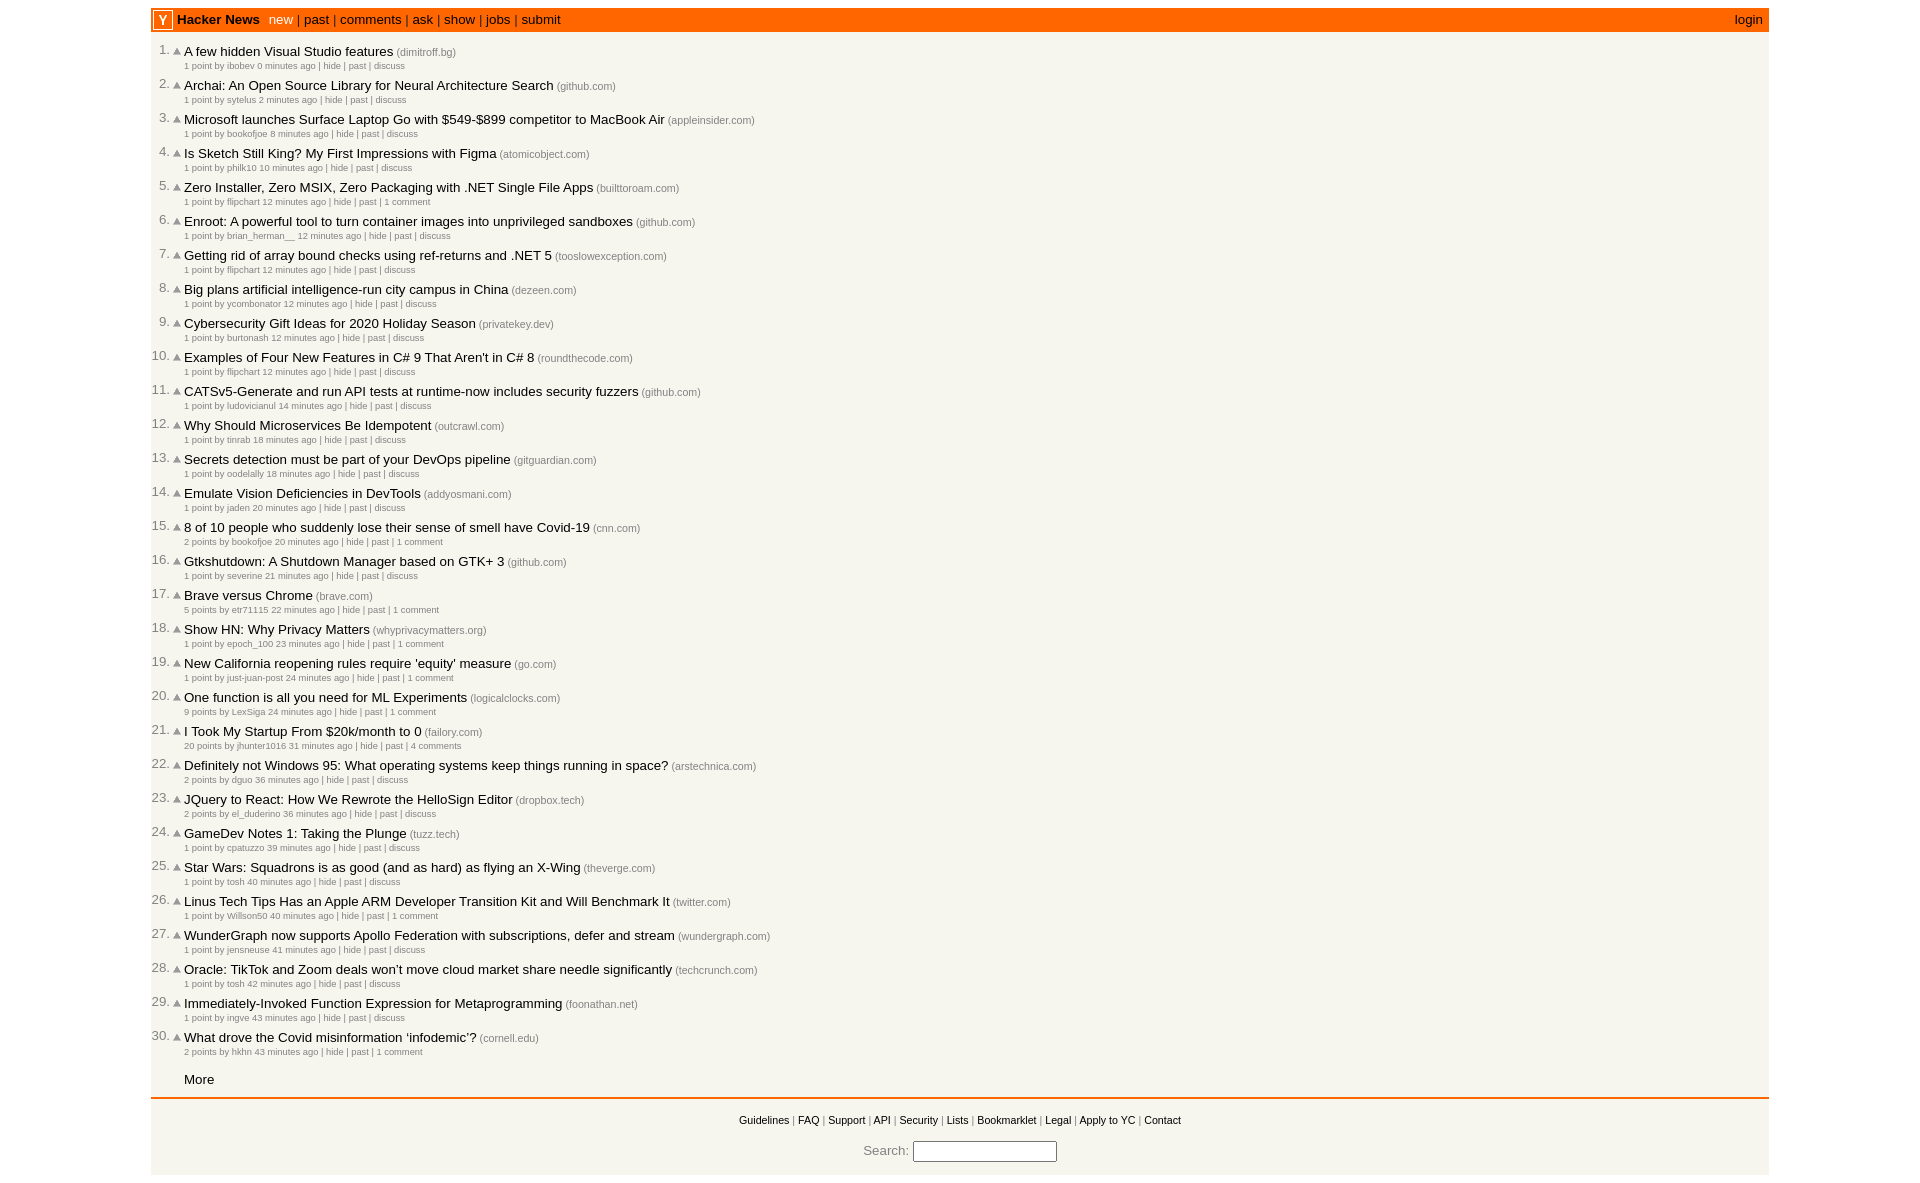 Y Hacker News new | past | comments | ask | show | jobs | submit login
1. A few hidden Visual Studio features (dimitroff.bg)
1 point by ibobev 0 minutes ago | hide | past | discuss
2. Archai: An Open Source Library for Neural Architecture Search (github.com)
1 point by sytelus 2 minutes ago | hide | past | discuss
3. Microsoft launches Surface Laptop Go with $549-$899 competitor to MacBook Air (appleinsider.com)
1 point by bookofjoe 8 minutes ago | hide | past | discuss
4. Is Sketch Still King? My First Impressions with Figma (atomicobject.com)
1 point by philk10 10 minutes ago | hide | past | discuss
5. Zero Installer, Zero MSIX, Zero Packaging with .NET Single File Apps (builttoroam.com)
1 point by flipchart 12 minutes ago | hide | past | 1 comment
6. Enroot: A powerful tool to turn container images into unprivileged sandboxes (github.com)
1 point by brian_herman__ 12 minutes ago | hide | past | discuss
7. Getting rid of array bound checks using ref-returns and .NET 5 (tooslowexception.com)
1 point by flipchart 12 minutes ago | hide | past | discuss
8. Big plans artificial intelligence-run city campus in China (dezeen.com)
1 point by ycombonator 12 minutes ago | hide | past | discuss
9. Cybersecurity Gift Ideas for 2020 Holiday Season (privatekey.dev)
1 point by burtonash 12 minutes ago | hide | past | discuss
10. Examples of Four New Features in C# 9 That Aren't in C# 8 (roundthecode.com)
1 point by flipchart 12 minutes ago | hide | past | discuss
11. CATSv5-Generate and run API tests at runtime-now includes security fuzzers (github.com)
1 point by ludovicianul 14 minutes ago | hide | past | discuss
12. Why Should Microservices Be Idempotent (outcrawl.com)
1 point by tinrab 18 minutes ago | hide | past | discuss
13. Secrets detection must be part of your DevOps pipeline (gitguardian.com)
1 point by oodelally 18 minutes ago | hide | past | discuss
14. Emulate Vision Deficiencies in DevTools (addyosmani.com)
1 point by jaden 20 minutes ago | hide | past | discuss
15. 8 of 10 people who suddenly lose their sense of smell have Covid-19 (cnn.com)
2 points by bookofjoe 20 minutes ago | hide | past | 1 comment
16. Gtkshutdown: A Shutdown Manager based on GTK+ 3 (github.com)
1 point by severine 21 minutes ago | hide | past | discuss
17. Brave versus Chrome (brave.com)
5 points by etr71115 22 minutes ago | hide | past | 1 comment
18. Show HN: Why Privacy Matters (whyprivacymatters.org)
1 point by epoch_100 23 minutes ago | hide | past | 1 comment
19. New California reopening rules require 'equity' measure (go.com)
1 point by just-juan-post 24 minutes ago | hide | past | 1 comment
20. One function is all you need for ML Experiments (logicalclocks.com)
9 points by LexSiga 24 minutes ago | hide | past | 1 comment
21. I Took My Startup From $20k/month to 0 (failory.com)
20 points by jhunter1016 31 minutes ago | hide | past | 4 comments
22. Definitely not Windows 95: What operating systems keep things running in space? (arstechnica.com)
2 points by dguo 36 minutes ago | hide | past | discuss
23. JQuery to React: How We Rewrote the HelloSign Editor (dropbox.tech)
2 points by el_duderino 36 minutes ago | hide | past | discuss
24. GameDev Notes 1: Taking the Plunge (tuzz.tech)
1 point by cpatuzzo 39 minutes ago | hide | past | discuss
25. Star Wars: Squadrons is as good (and as hard) as flying an X-Wing (theverge.com)
1 point by tosh 40 minutes ago | hide | past | discuss
26. Linus Tech Tips Has an Apple ARM Developer Transition Kit and Will Benchmark It (twitter.com)
1 point by Willson50 40 minutes ago | hide | past | 1 comment
27. WunderGraph now supports Apollo Federation with subscriptions, defer and stream (wundergraph.com)
1 point by jensneuse 41 minutes ago | hide | past | discuss
28. Oracle: TikTok and Zoom deals won’t move cloud market share needle significantly (techcrunch.com)
1 point by tosh 42 minutes ago | hide | past | discuss
29. Immediately-Invoked Function Expression for Metaprogramming (foonathan.net)
1 point by ingve 43 minutes ago | hide | past | discuss
30. What drove the Covid misinformation ‘infodemic’? (cornell.edu)
2 points by hkhn 43 minutes ago | hide | past | 1 comment
More
Guidelines | FAQ | Support | API | Security | Lists | Bookmarklet | Legal | Apply to YC | Contact
Search: